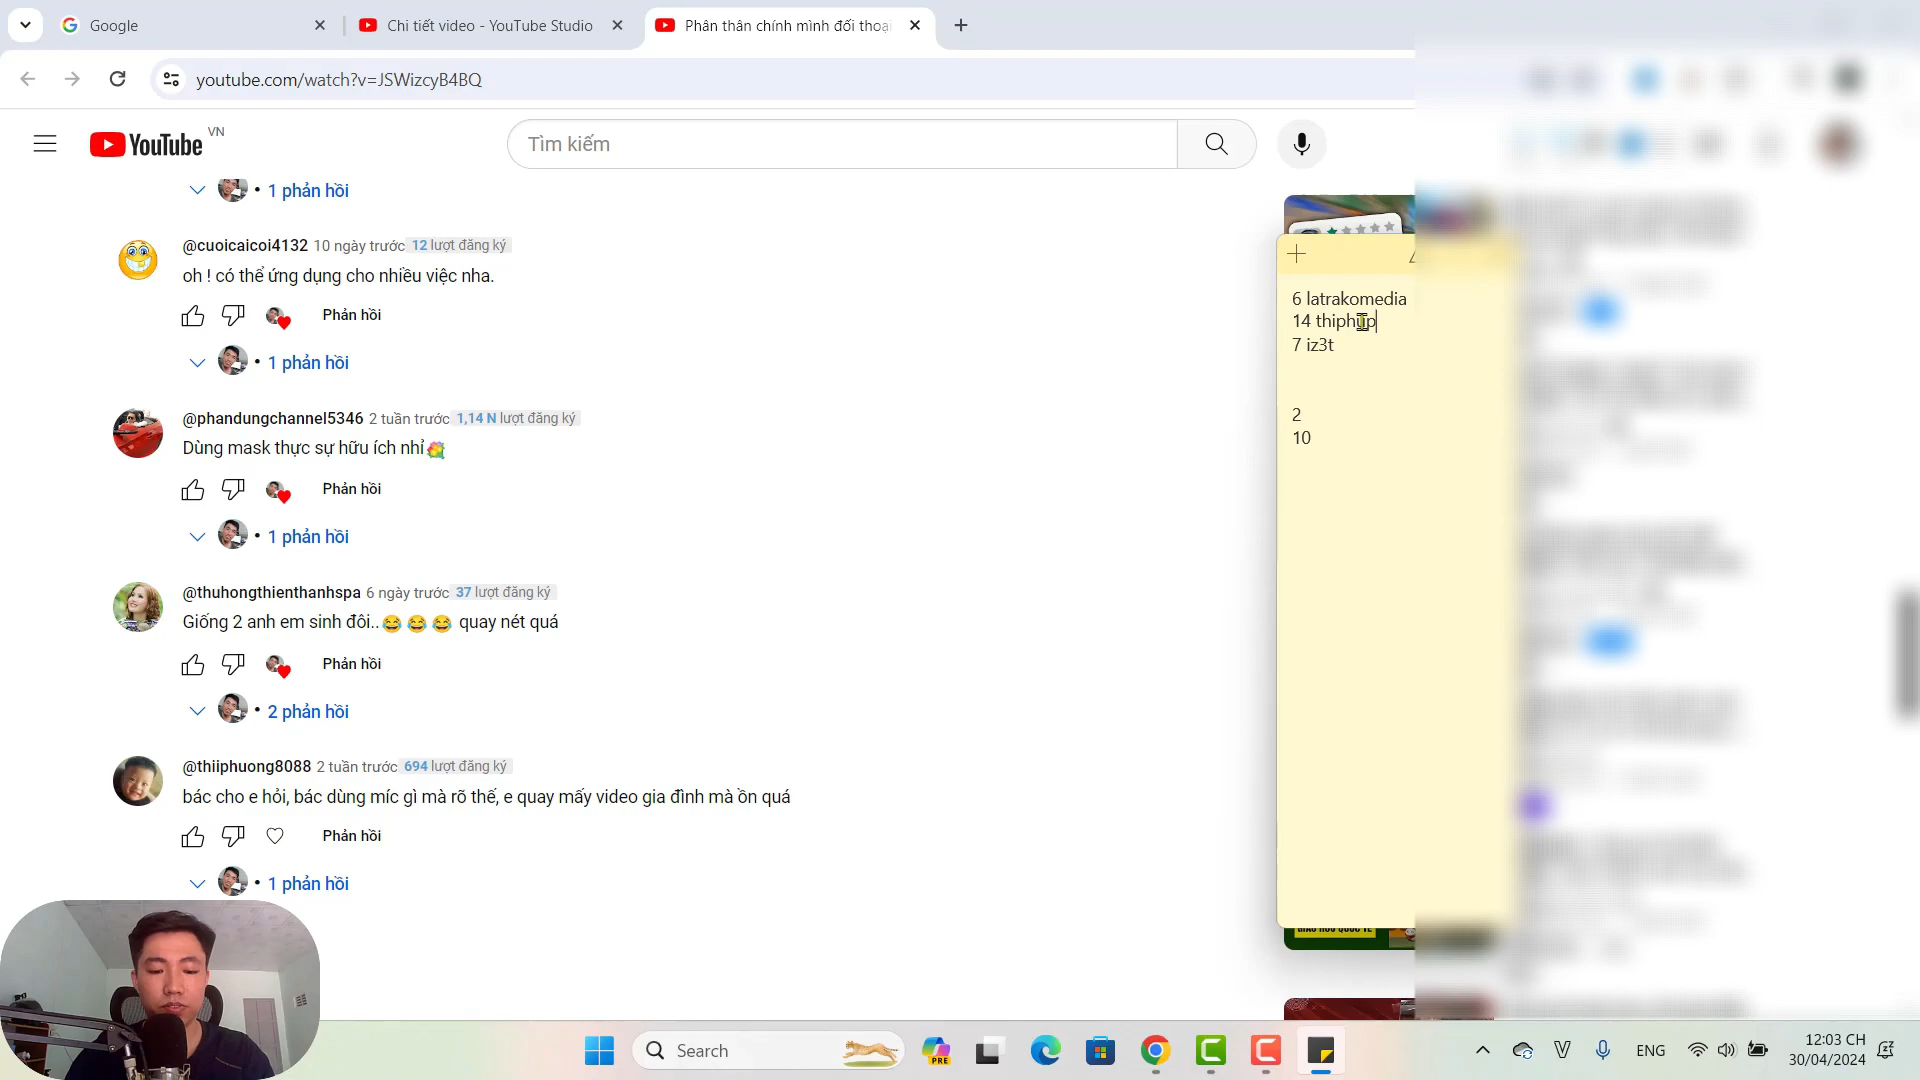 Google
Chi tiết video - YouTube Studio
Phân thân chính mình đối thoại
youtube.com/watch?v=JSWizcyB4BQ
YouTube VN
Tìm kiếm
• 1 phản hồi
@cuoicaicoi4132 10 ngày trước 12 lượt đăng ký
oh ! có thể ứng dụng cho nhiều việc nha.
Phản hồi
• 1 phản hồi
@phandungchannel5346 2 tuần trước 1,14 N lượt đăng ký
Dùng mask thực sự hữu ích nhỉ
Phản hồi
• 1 phản hồi
@thuhongthienthanhspa 6 ngày trước 37 lượt đăng ký
Giống 2 anh em sinh đôi.. quay nét quá
Phản hồi
• 2 phản hồi
@thiiphuong8088 2 tuần trước 694 lượt đăng ký
bác cho e hỏi, bác dùng míc gì mà rõ thế, e quay mấy video gia đình mà ồn quá
Phản hồi
• 1 phản hồi
6 latrakomedia
14 thiphup
7 iz3t
2
10
GIAO HỮU QUỐC TẾ
Search
PRE
ENG
12:03 CH
30/04/2024